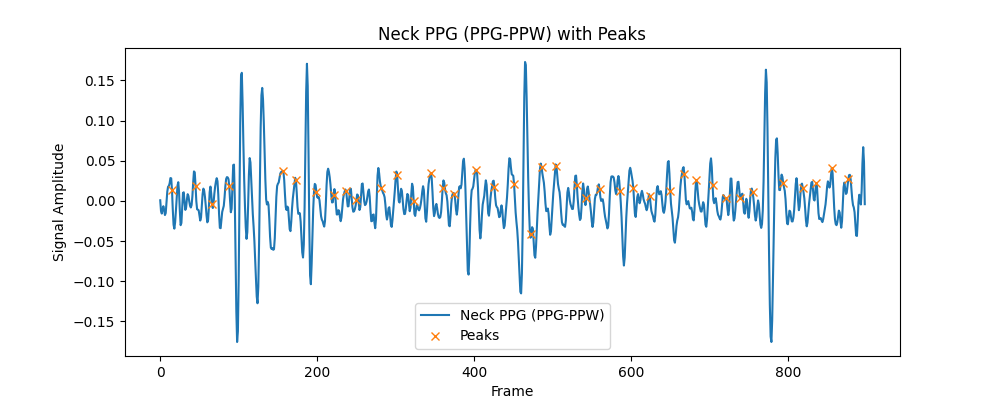 Neck PPG (PPG-PPW) with Peaks
Signal Amplitude
0.15
0.10
0.05
0.00
−0.05
−0.10
−0.15
Neck PPG (PPG-PPW)
Peaks
0 200 400 600 800
Frame